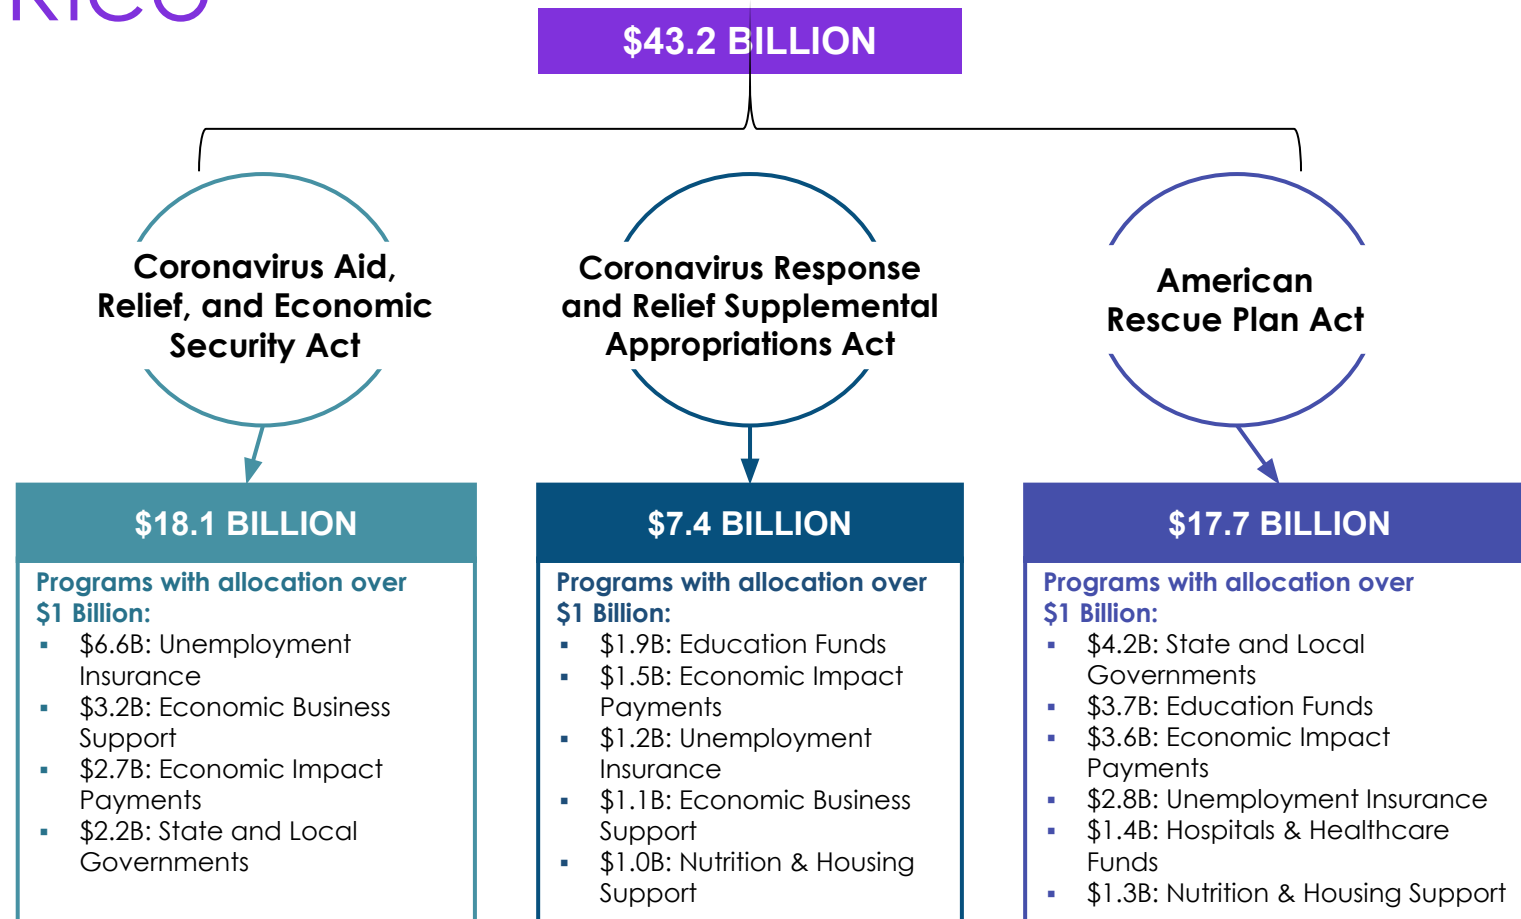 RICO
$43.2 BILLION
Coronavirus Aid,
Relief, and Economic
Security Act
Coronavirus Response
and Relief Supplemental
Appropriations Act
American
Rescue Plan Act
$18.1 BILLION
Programs with allocation over
$1 Billion:
▪ $6.6B: Unemployment
Insurance
▪ $3.2B: Economic Business
Support
▪ $2.7B: Economic Impact
Payments
▪ $2.2B: State and Local
Governments
$7.4 BILLION
Programs with allocation over
$1 Billion:
▪ $1.9B: Education Funds
▪ $1.5B: Economic Impact
Payments
▪ $1.2B: Unemployment
Insurance
▪ $1.1B: Economic Business
Support
▪ $1.0B: Nutrition & Housing
Support
$17.7 BILLION
Programs with allocation over
$1 Billion:
▪ $4.2B: State and Local
Governments
▪ $3.7B: Education Funds
▪ $3.6B: Economic Impact
Payments
▪ $2.8B: Unemployment Insurance
▪ $1.4B: Hospitals & Healthcare
Funds
▪ $1.3B: Nutrition & Housing Support